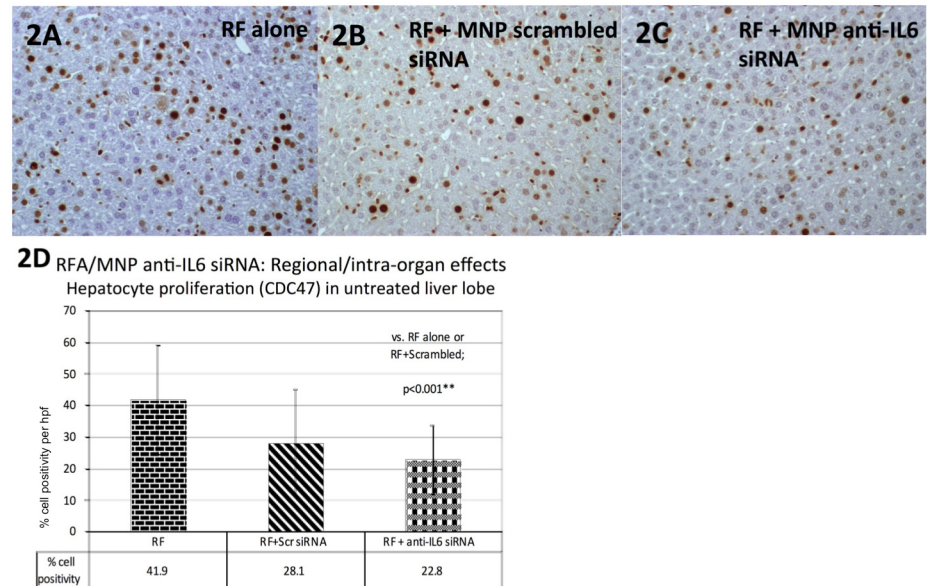 2A
RF alone
2B
RF + MNP scrambled
siRNA
2C
RF + MNP anti-IL6
siRNA
2D
RFA/MNP anti-IL6 siRNA: Regional/intra-organ effects
Hepatocyte proliferation (CDC47) in untreated liver lobe
% cell positivity per hpf
70
60
50
40
30
20
10
0
vs. RF alone or
RF+Scrambled;
p<0.001**
RF
RF+Scr siRNA
RF + anti-IL6 siRNA
% cell
positivity
41.9
28.1
22.8